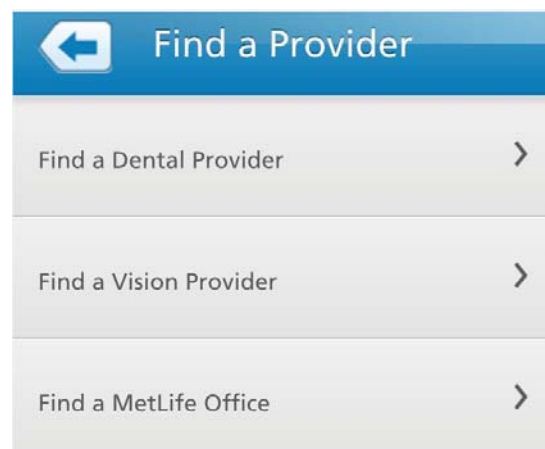 Find a Provider
Find a Dental Provider
Find a Vision Provider
Find a MetLife Office